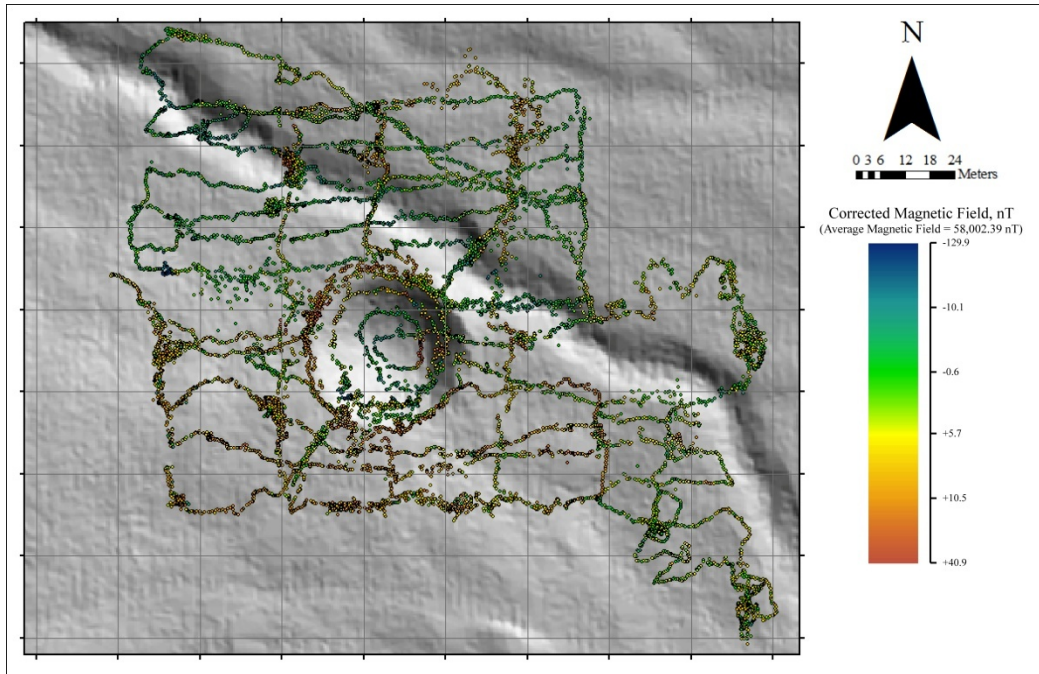 N
0 3 6 12 18 24
Meters
Corrected Magnetic Field, nT
(Average Magnetic Field = 58,002.39 nT)
-129.9
-10.1
-0.6
+5.7
+10.5
+40.9